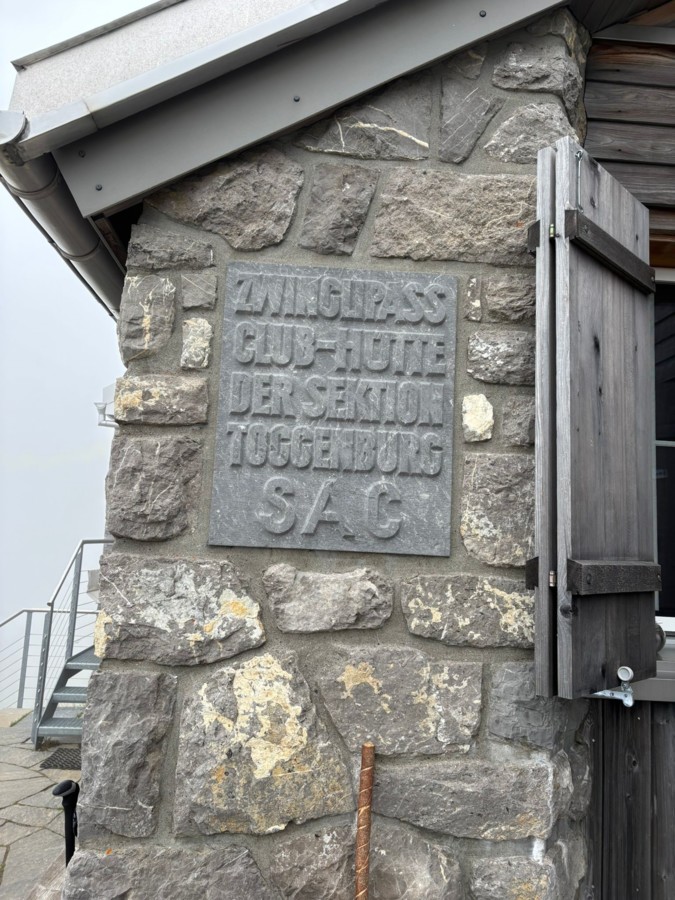 ZWINGLIPASS
CLUB-HÜTTE
DER SEKTION
TOGGENBURG
SAC